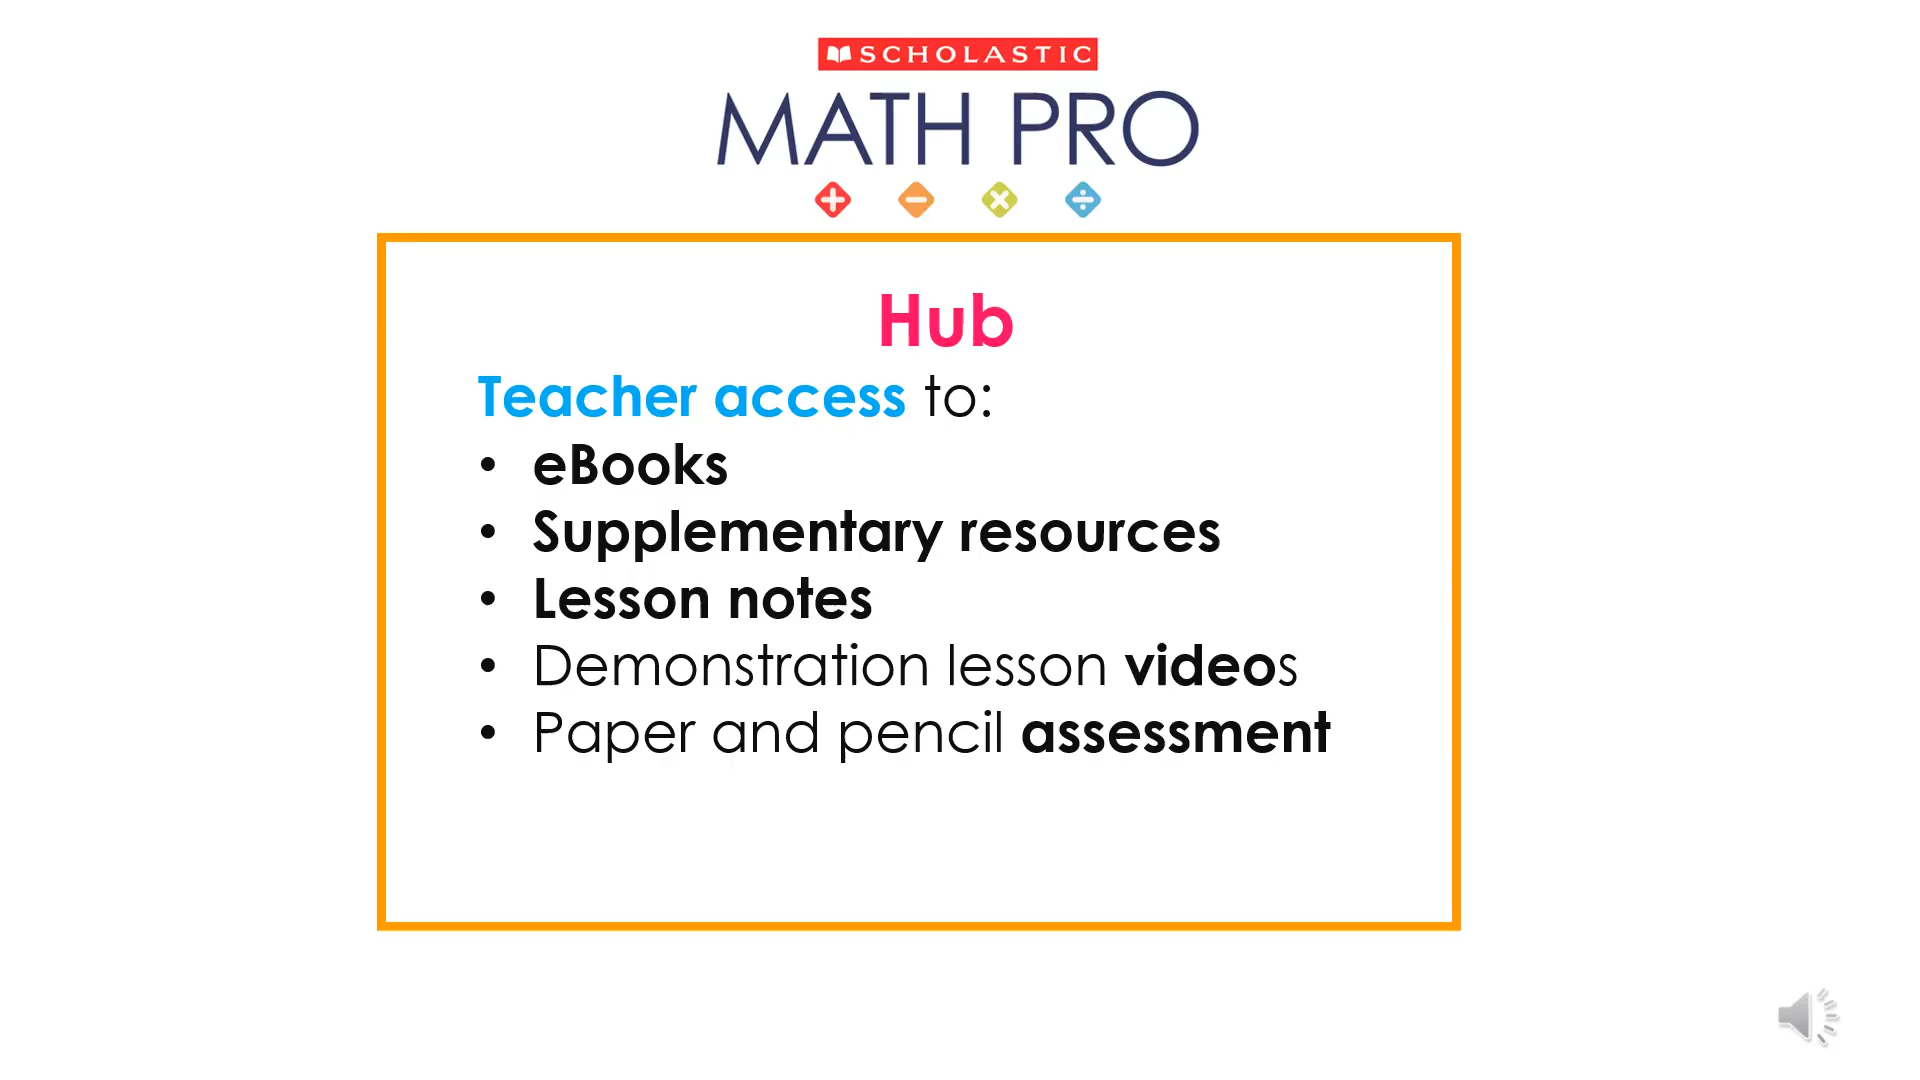 SCHOLASTIC
MATH PRO
Hub
Teacher access to:
• eBooks
• Supplementary resources
• Lesson notes
• Demonstration lesson videos
• Paper and pencil assessment